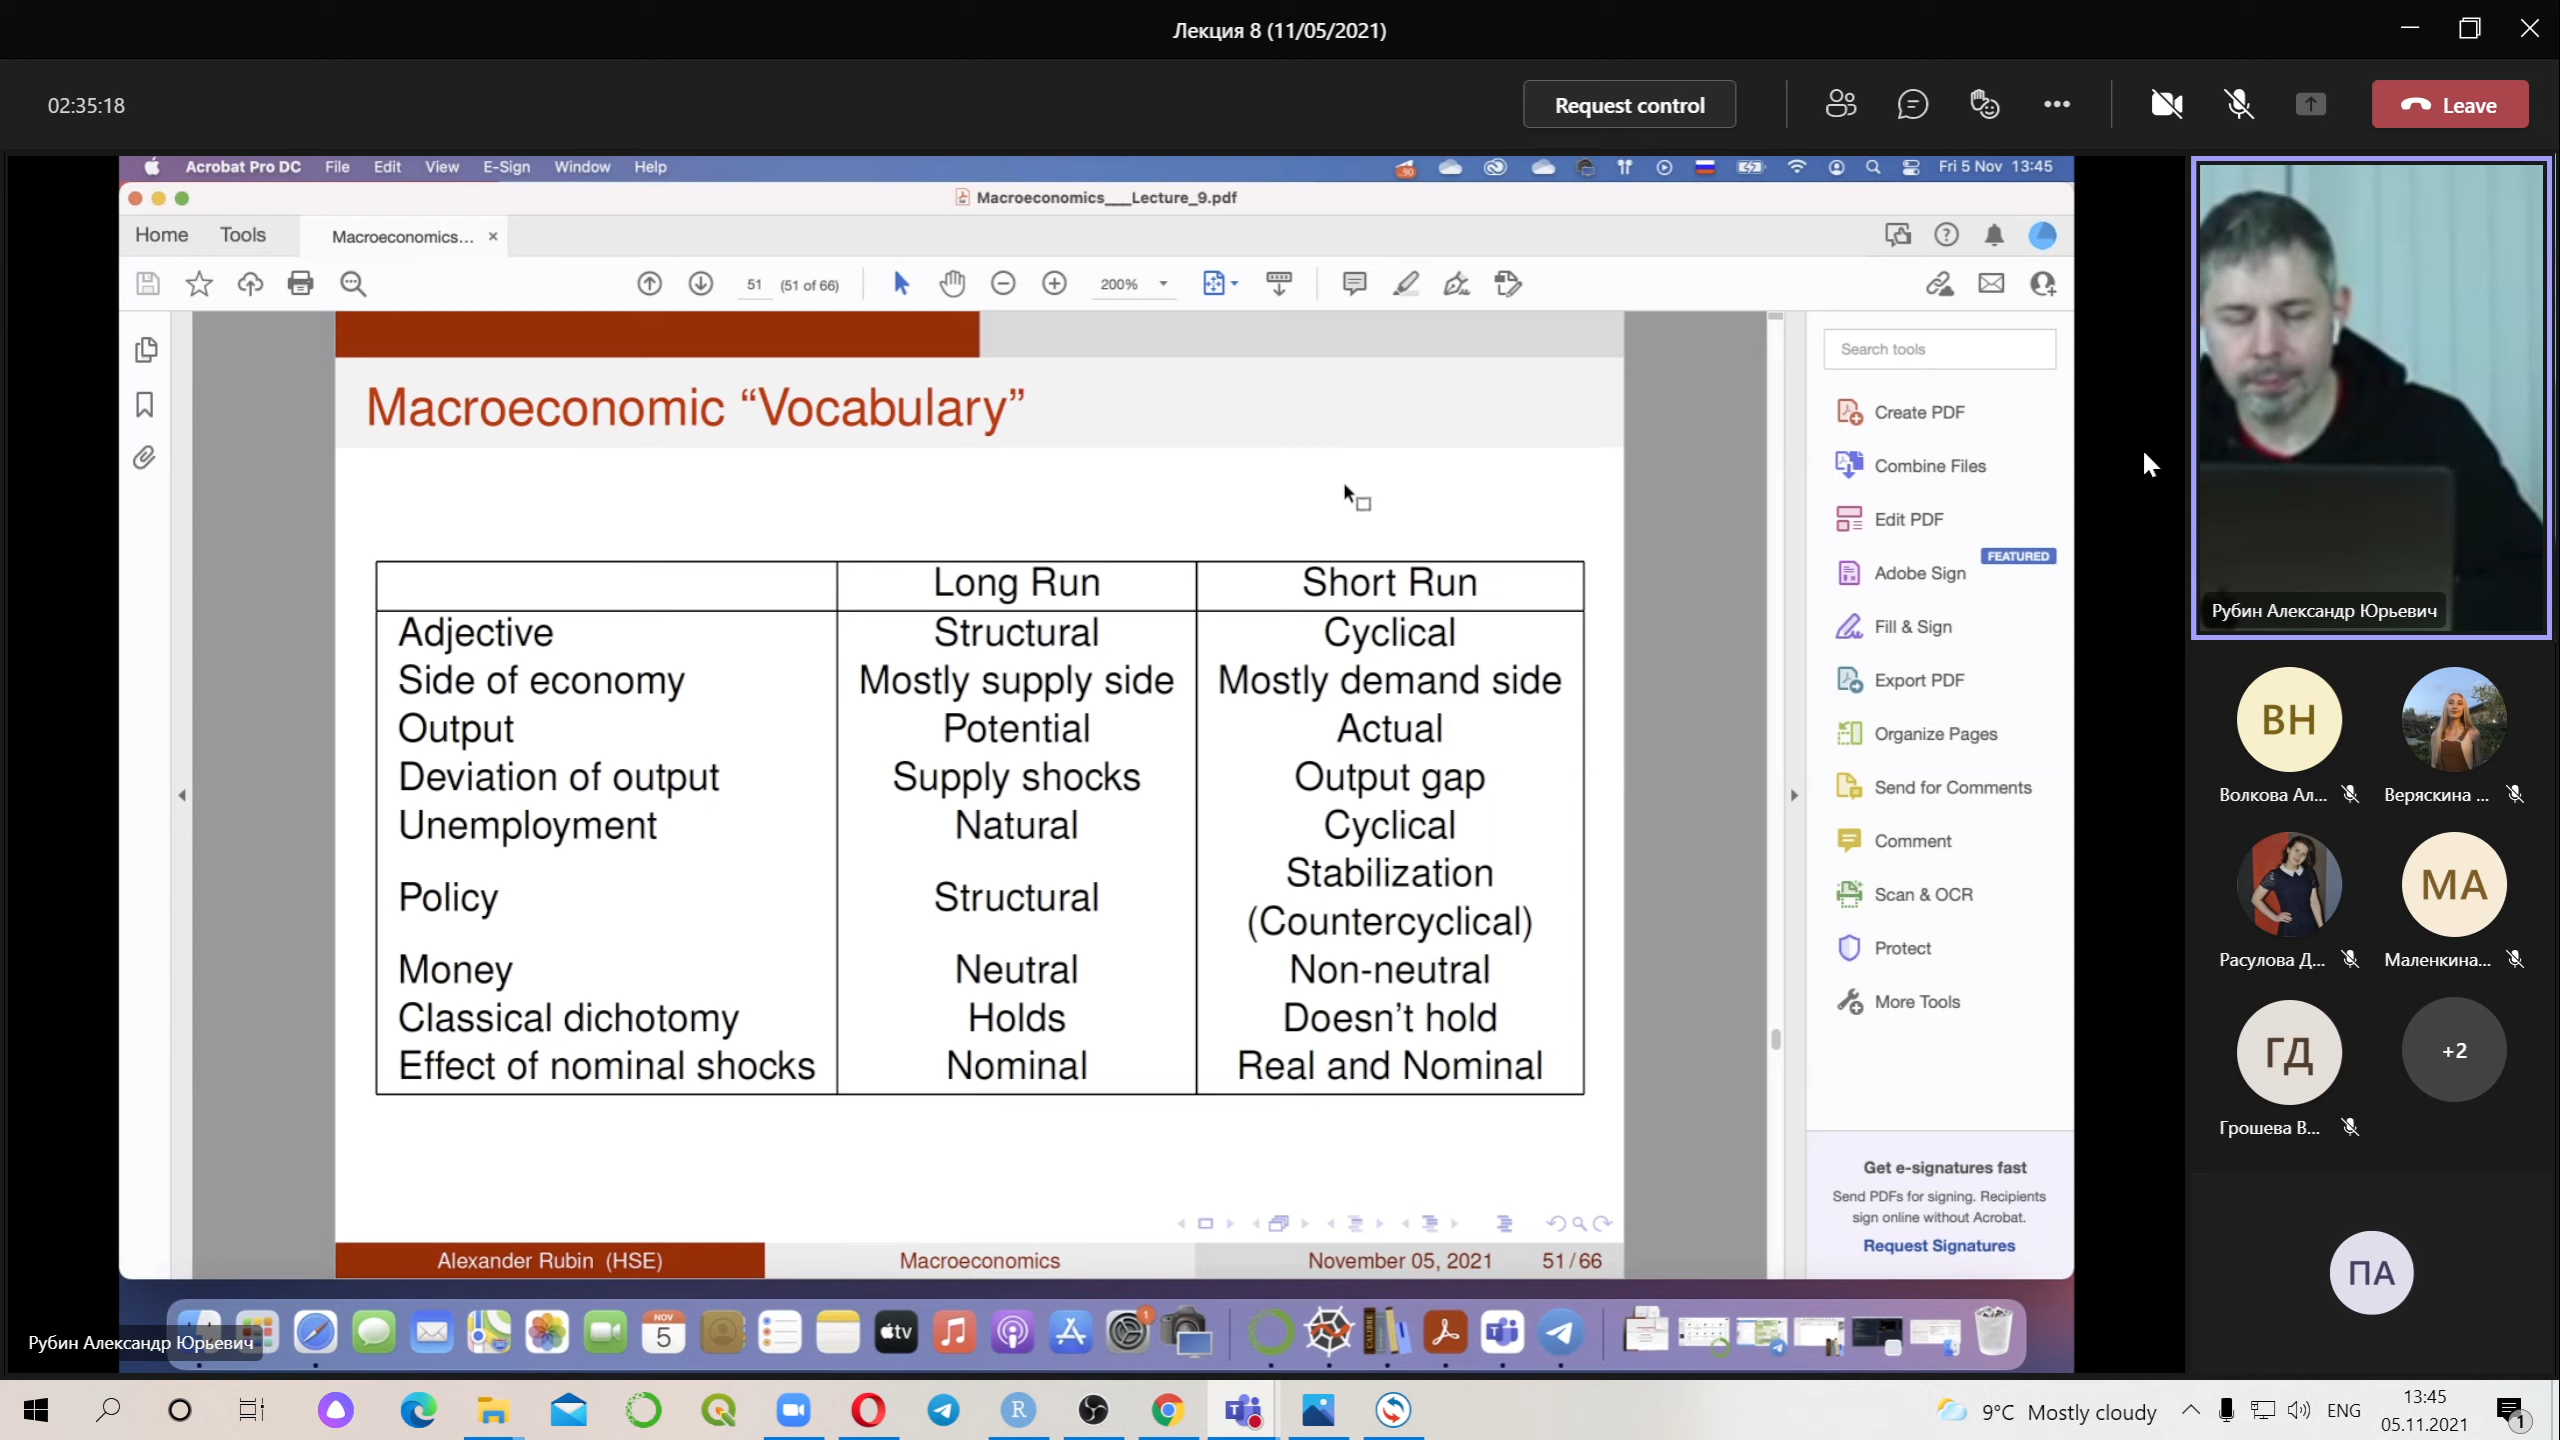 Лекция 8 (11/05/2021)
02:35:18
Request control
Leave
Acrobat Pro DC File Edit View E-Sign Window Help
Fri 5 Nov 13:45
Macroeconomics___Lecture_9.pdf
Home Tools Macroeconomics...
51 (51 of 66) 200%
Macroeconomic “Vocabulary”
Long Run Short Run
Adjective Structural Cyclical
Side of economy Mostly supply side Mostly demand side
Output Potential Actual
Deviation of output Supply shocks Output gap
Unemployment Natural Cyclical
Policy Structural Stabilization
(Countercyclical)
Money Neutral Non-neutral
Classical dichotomy Holds Doesn’t hold
Effect of nominal shocks Nominal Real and Nominal
Alexander Rubin (HSE) Macroeconomics November 05, 2021 51/66
Search tools
Create PDF
Combine Files
Edit PDF
FEATURED
Adobe Sign
Fill & Sign
Export PDF
Organize Pages
Send for Comments
Comment
Scan & OCR
Protect
More Tools
Get e-signatures fast
Send PDFs for signing. Recipients
sign online without Acrobat.
Request Signatures
Рубин Александр Юрьевич
ВН
Волкова Ал... Веряскина ...
МА
Расулова Д... Маленкина...
ГД +2
Грошева В...
ПА
NOV
5
tv
1
Рубин Александр Юрьевич
9°C Mostly cloudy
ENG
13:45
05.11.2021
1